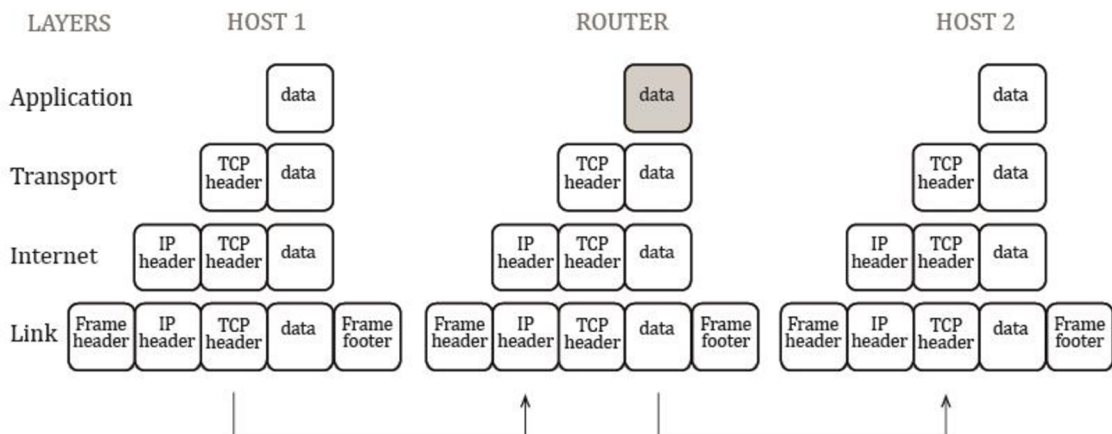 LAYERS HOST 1 ROUTER HOST 2
Application data data data
Transport TCP header data TCP header data TCP header data
Internet IP header TCP header data IP header TCP header data IP header TCP header data
Link Frame header IP header TCP header data Frame footer Frame header IP header TCP header data Frame footer Frame header IP header TCP header data Frame footer